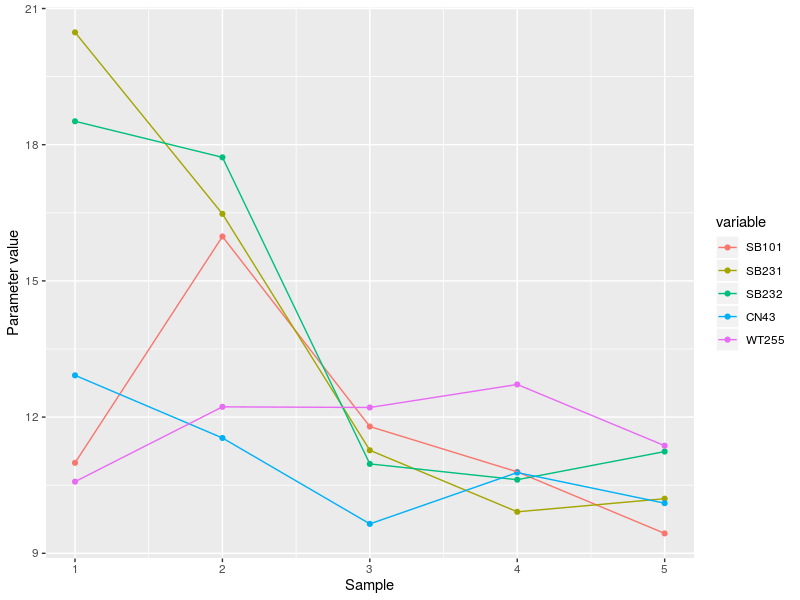 21
18
15
12
9
Parameter value
1 2 3 4 5
Sample
variable
SB101
SB231
SB232
CN43
WT255